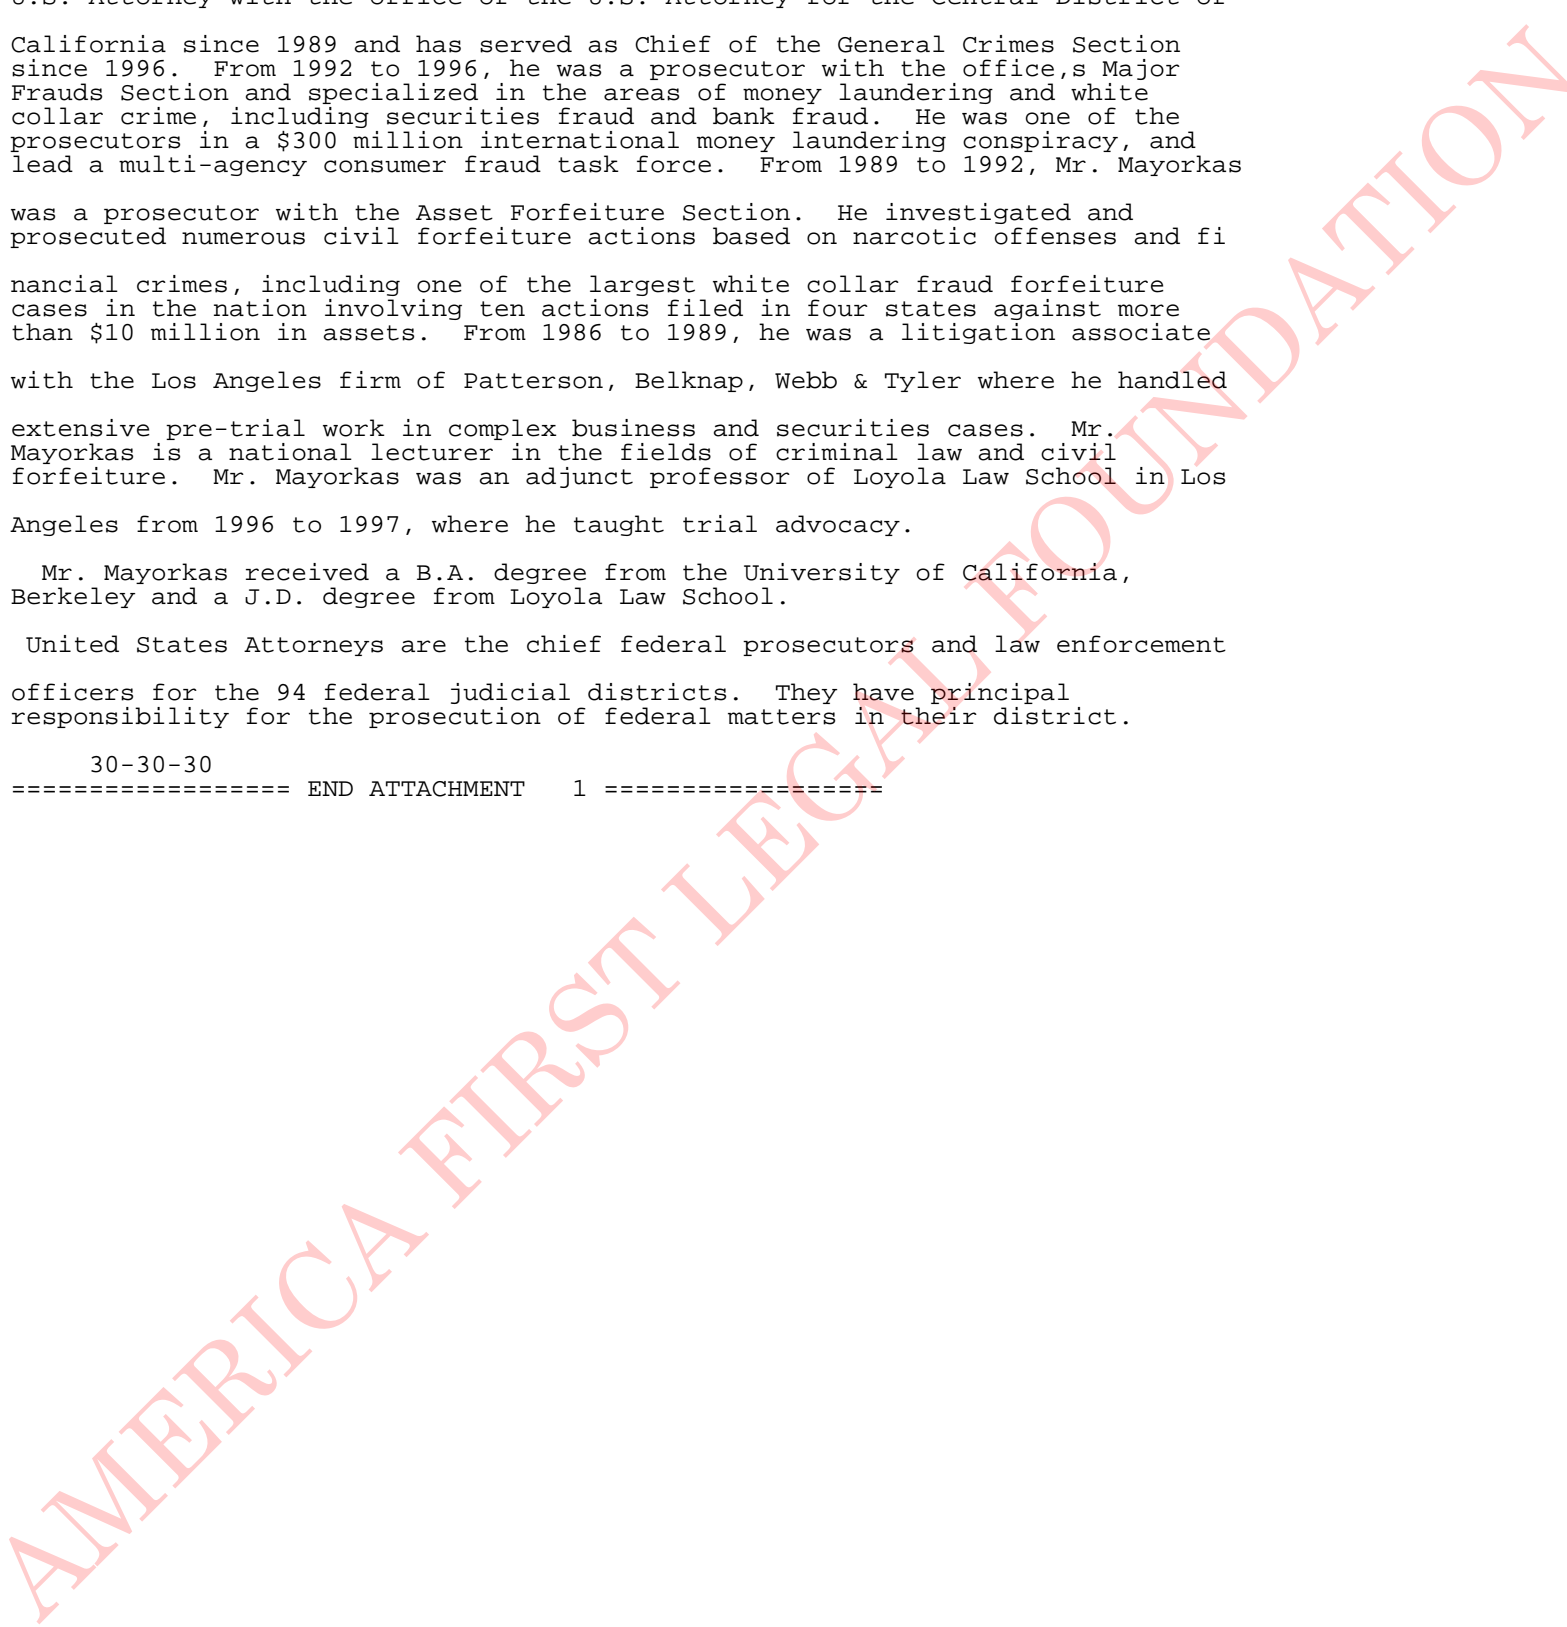 U.S. Attorney with the office of the U.S. Attorney for the Central District of
California since 1989 and has served as Chief of the General Crimes Section
since 1996.  From 1992 to 1996, he was a prosecutor with the office,s Major
Frauds Section and specialized in the areas of money laundering and white
collar crime, including securities fraud and bank fraud.  He was one of the
prosecutors in a $300 million international money laundering conspiracy, and
lead a multi-agency consumer fraud task force.  From 1989 to 1992, Mr. Mayorkas
was a prosecutor with the Asset Forfeiture Section.  He investigated and
prosecuted numerous civil forfeiture actions based on narcotic offenses and fi
nancial crimes, including one of the largest white collar fraud forfeiture
cases in the nation involving ten actions filed in four states against more
than $10 million in assets.  From 1986 to 1989, he was a litigation associate
with the Los Angeles firm of Patterson, Belknap, Webb & Tyler where he handled
extensive pre-trial work in complex business and securities cases.  Mr.
Mayorkas is a national lecturer in the fields of criminal law and civil
forfeiture.  Mr. Mayorkas was an adjunct professor of Loyola Law School in Los
Angeles from 1996 to 1997, where he taught trial advocacy.
Mr. Mayorkas received a B.A. degree from the University of California,
Berkeley and a J.D. degree from Loyola Law School.
United States Attorneys are the chief federal prosecutors and law enforcement
officers for the 94 federal judicial districts.  They have principal
responsibility for the prosecution of federal matters in their district.
30-30-30
================== END ATTACHMENT   1 ==================
AMERICA FIRST LEGAL FOUNDATION